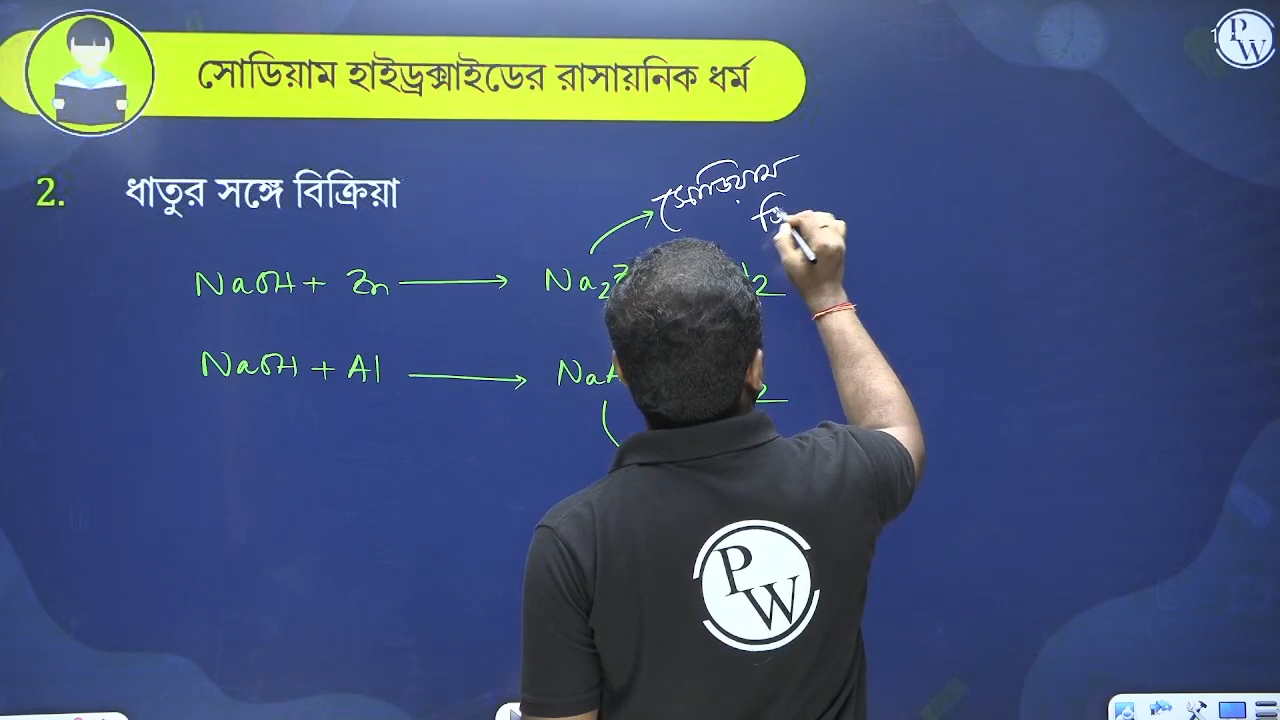 PW
সোডিয়াম হাইড্রক্সাইডের রাসায়নিক ধর্ম
2. ধাতুর সঙ্গে বিক্রিয়া
সোডিয়াম
NaOH + Zn ⟶ Na₂
NaOH + Al ⟶ Na
PW